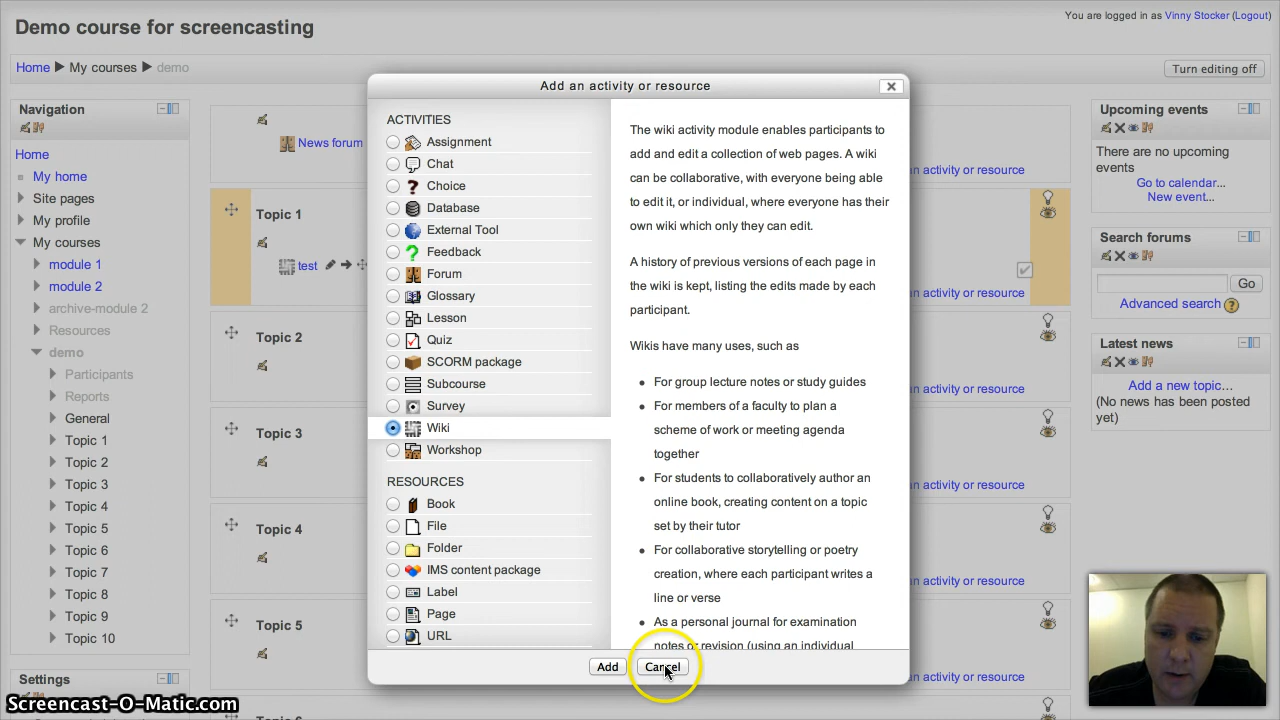 Demo course for screencasting
You are logged in as Vinny Stocker (Logout)
Home ▶ My courses ▶ demo
Turn editing off
Navigation
Home
My home
Site pages
My profile
My courses
module 1
module 2
archive-module 2
Resources
demo
Participants
Reports
General
Topic 1
Topic 2
Topic 3
Topic 4
Topic 5
Topic 6
Topic 7
Topic 8
Topic 9
Topic 10
Settings
News forum
an activity or resource
Topic 1
test
an activity or resource
Topic 2
an activity or resource
Topic 3
an activity or resource
Topic 4
an activity or resource
Topic 5
an activity or resource
Add an activity or resource
ACTIVITIES
Assignment
Chat
Choice
Database
External Tool
Feedback
Forum
Glossary
Lesson
Quiz
SCORM package
Subcourse
Survey
Wiki
Workshop
RESOURCES
Book
File
Folder
IMS content package
Label
Page
URL
The wiki activity module enables participants to
add and edit a collection of web pages. A wiki
can be collaborative, with everyone being able
to edit it, or individual, where everyone has their
own wiki which only they can edit.
A history of previous versions of each page in
the wiki is kept, listing the edits made by each
participant.
Wikis have many uses, such as
• For group lecture notes or study guides
• For members of a faculty to plan a
scheme of work or meeting agenda
together
• For students to collaboratively author an
online book, creating content on a topic
set by their tutor
• For collaborative storytelling or poetry
creation, where each participant writes a
line or verse
• As a personal journal for examination
notes or revision (using an individual
Add
Cancel
Upcoming events
There are no upcoming
events
Go to calendar...
New event...
Search forums
Go
Advanced search
Latest news
Add a new topic...
(No news has been posted
yet)
Screencast-O-Matic.com